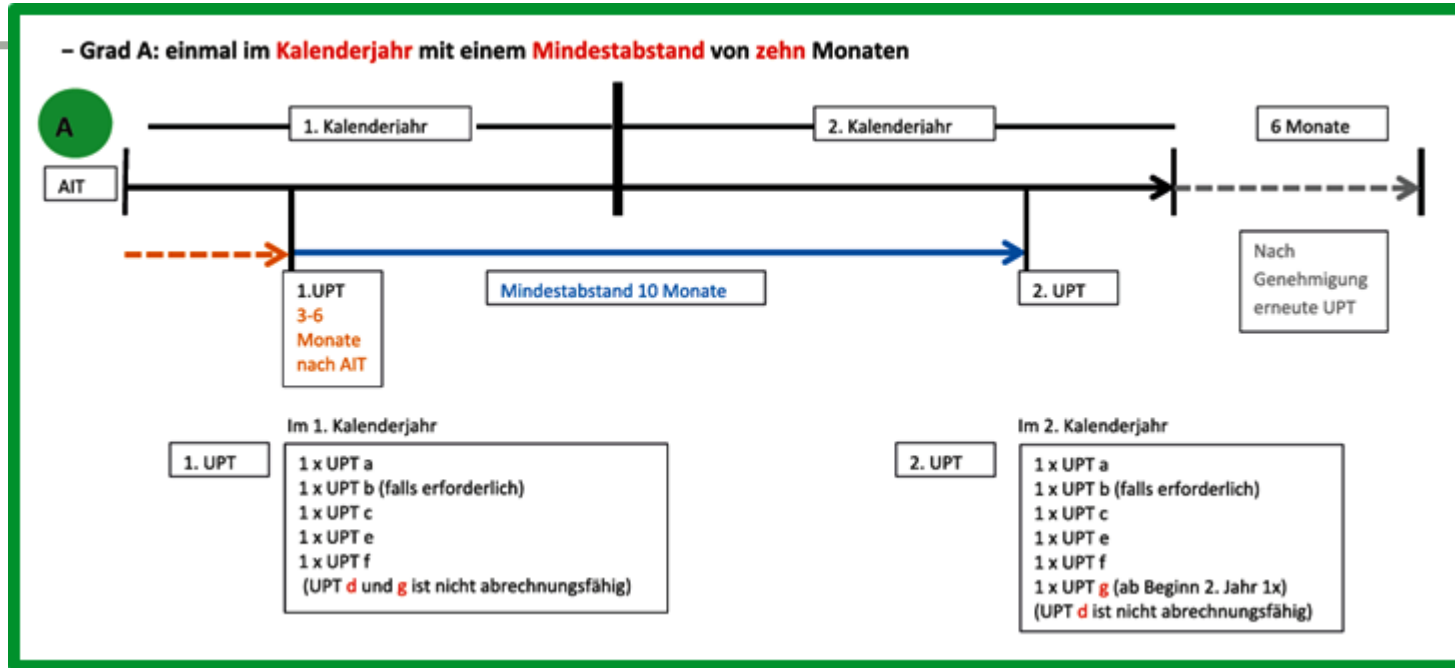 – Grad A: einmal im Kalenderjahr mit einem Mindestabstand von zehn Monaten
A
1. Kalenderjahr
2. Kalenderjahr
6 Monate
AIT
1.UPT
3-6
Monate
nach AIT
Mindestabstand 10 Monate
2. UPT
Nach
Genehmigung
erneute UPT
Im 1. Kalenderjahr
1. UPT
1 x UPT a
1 x UPT b (falls erforderlich)
1 x UPT c
1 x UPT e
1 x UPT f
(UPT d und g ist nicht abrechnungsfähig)
Im 2. Kalenderjahr
2. UPT
1 x UPT a
1 x UPT b (falls erforderlich)
1 x UPT c
1 x UPT e
1 x UPT f
1 x UPT g (ab Beginn 2. Jahr 1x)
(UPT d ist nicht abrechnungsfähig)